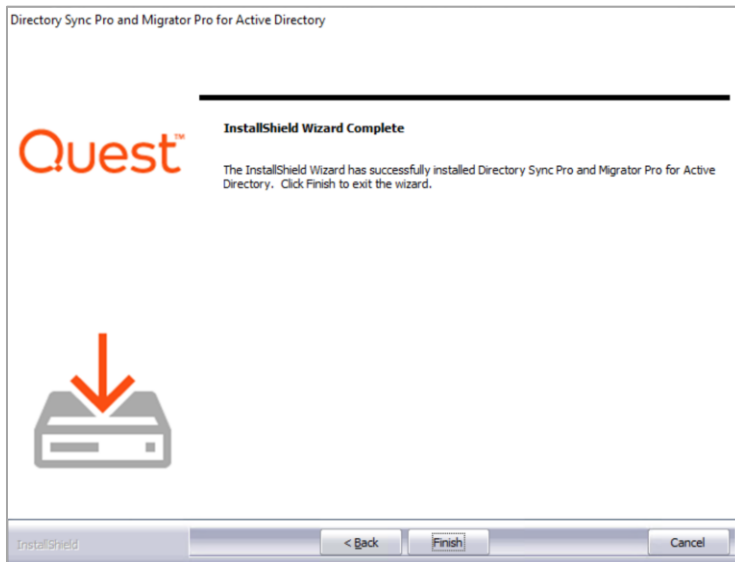 Directory Sync Pro and Migrator Pro for Active Directory
InstallShield Wizard Complete
Quest™
The InstallShield Wizard has successfully installed Directory Sync Pro and Migrator Pro for Active
Directory. Click Finish to exit the wizard.
InstallShield
< Back
Finish
Cancel